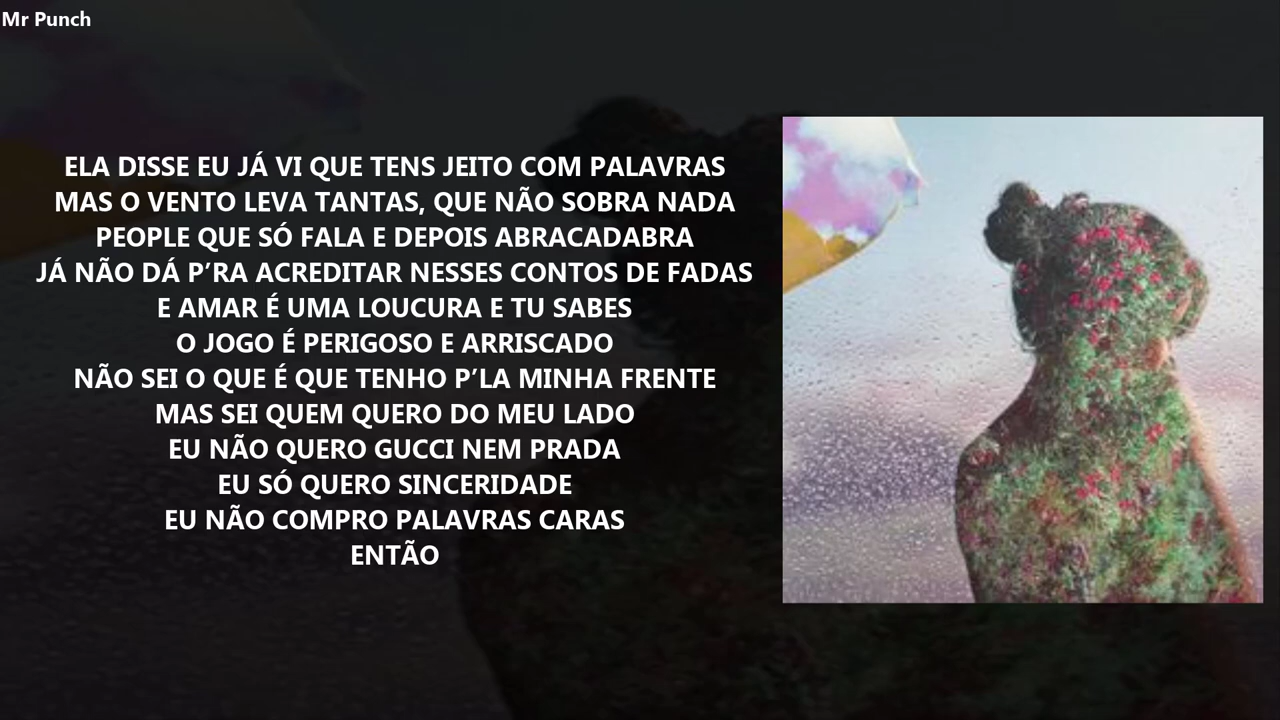 Mr Punch
ELA DISSE EU JÁ VI QUE TENS JEITO COM PALAVRAS
MAS O VENTO LEVA TANTAS, QUE NÃO SOBRA NADA
PEOPLE QUE SÓ FALA E DEPOIS ABRACADABRA
JÁ NÃO DÁ P’RA ACREDITAR NESSES CONTOS DE FADAS
E AMAR É UMA LOUCURA E TU SABES
O JOGO É PERIGOSO E ARRISCADO
NÃO SEI O QUE É QUE TENHO P’LA MINHA FRENTE
MAS SEI QUEM QUERO DO MEU LADO
EU NÃO QUERO GUCCI NEM PRADA
EU SÓ QUERO SINCERIDADE
EU NÃO COMPRO PALAVRAS CARAS
ENTÃO